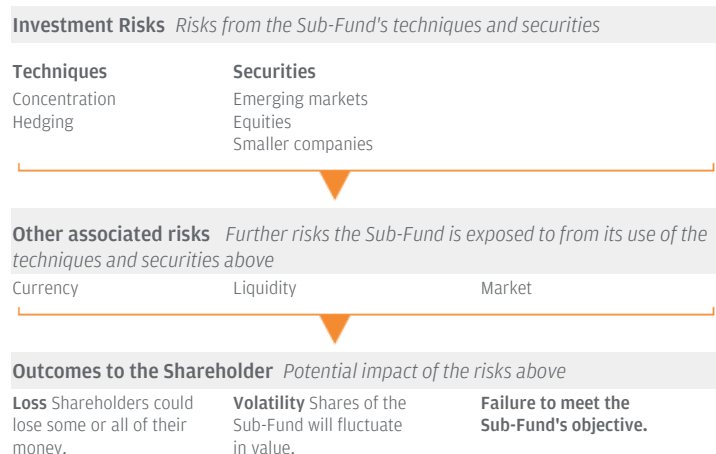 Investment Risks Risks from the Sub-Fund's techniques and securities
Techniques
Concentration
Hedging
Securities
Emerging markets
Equities
Smaller companies
Other associated risks Further risks the Sub-Fund is exposed to from its use of the
techniques and securities above
Currency
Liquidity
Market
Outcomes to the Shareholder Potential impact of the risks above
Loss Shareholders could
lose some or all of their
money.
Volatility Shares of the
Sub-Fund will fluctuate
in value.
Failure to meet the
Sub-Fund's objective.